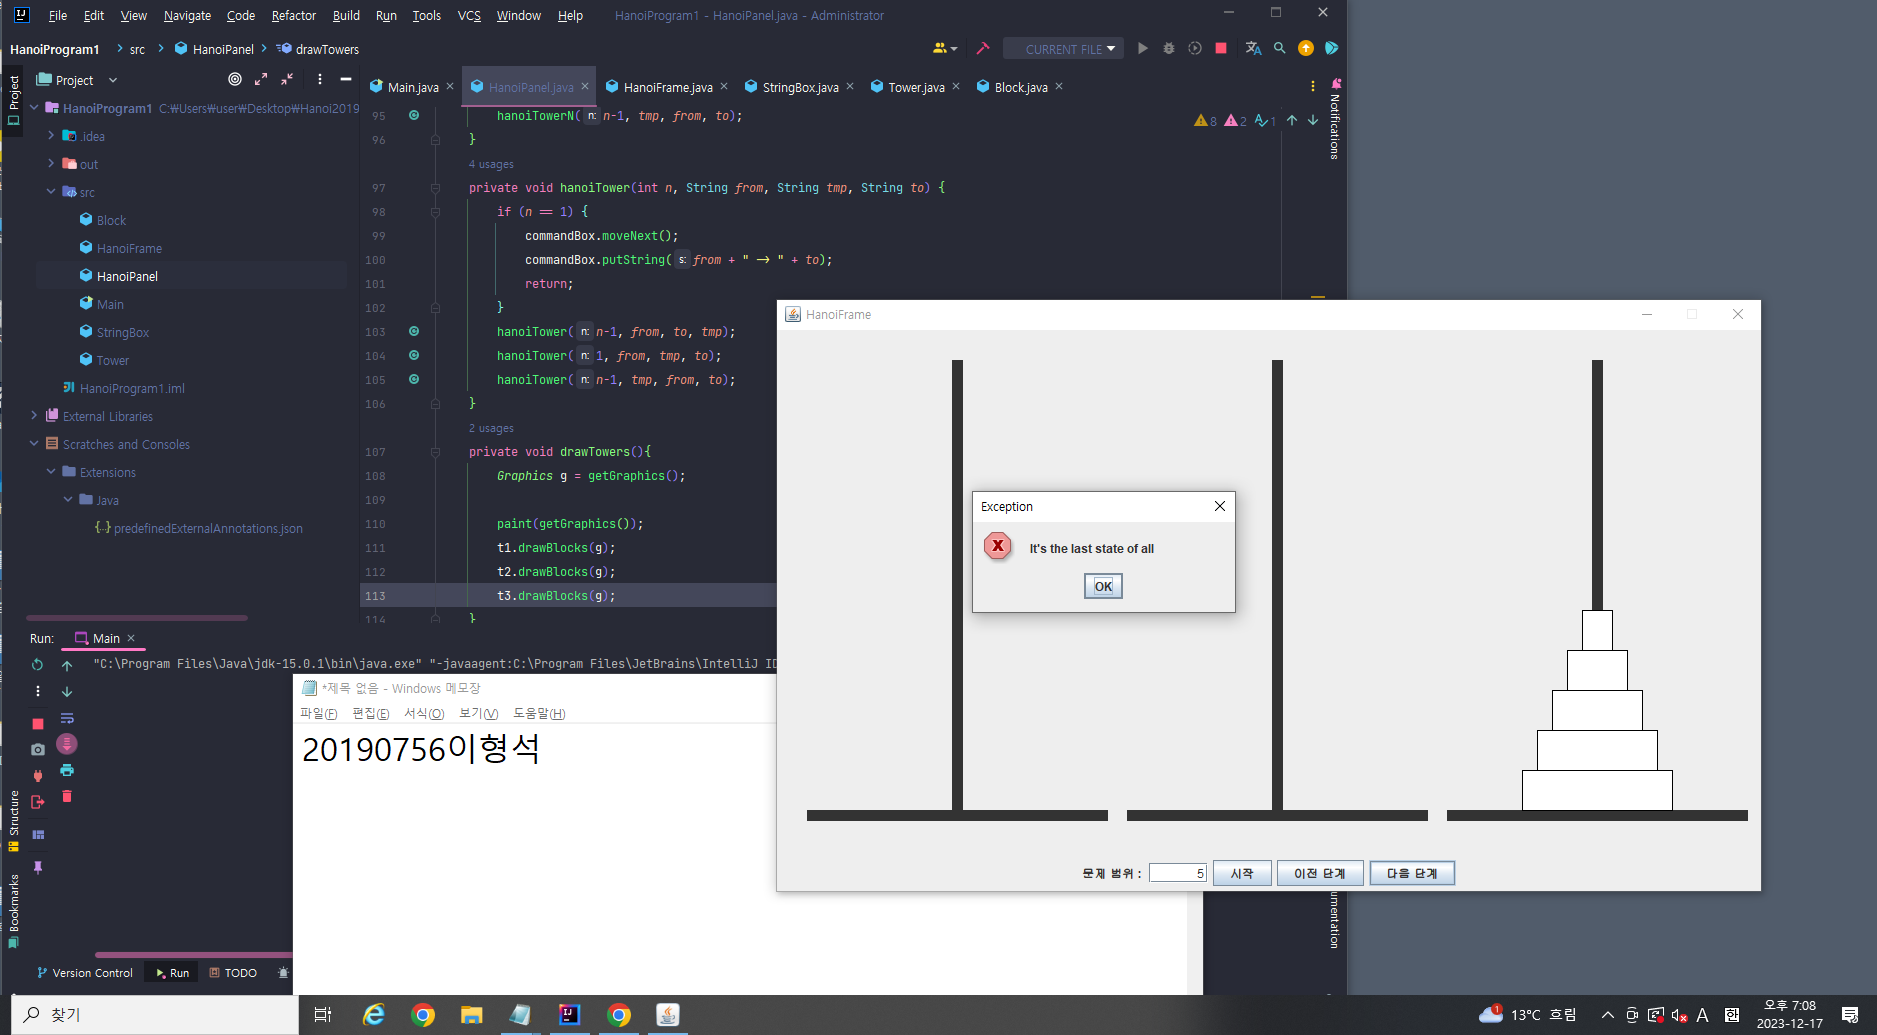 File Edit View Navigate Code Refactor Build Run Tools VCS Window Help HanoiProgram1 - HanoiPanel.java - Administrator
HanoiProgram1 src HanoiPanel drawTowers
CURRENT FILE
Project
Main.java HanoiPanel.java HanoiFrame.java StringBox.java Tower.java Block.java
Project
Notifications
HanoiProgram1 C:₩Users₩user₩Desktop₩Hanoi2019
.idea
out
src
Block
HanoiFrame
HanoiPanel
Main
StringBox
Tower
HanoiProgram1.iml
External Libraries
Scratches and Consoles
Extensions
Java
predefinedExternalAnnotations.json
8 2 1
95 hanoiTowerN( n: n-1, tmp, from, to);
96 }
4 usages
97 private void hanoiTower(int n, String from, String tmp, String to) {
98 if (n == 1) {
99 commandBox.moveNext();
100 commandBox.putString( s: from + " → " + to);
101 return;
102 }
103 hanoiTower( n: n-1, from, to, tmp);
104 hanoiTower( n: 1, from, tmp, to);
105 hanoiTower( n: n-1, tmp, from, to);
106 }
2 usages
107 private void drawTowers(){
108 Graphics g = getGraphics();
109
110 paint(getGraphics());
111 t1.drawBlocks(g);
112 t2.drawBlocks(g);
113 t3.drawBlocks(g);
114 }
HanoiFrame
Exception
It's the last state of all
OK
문제 범위 : 5 시작 이전 단계 다음 단계
Run: Main
"C:\Program Files\Java\jdk-15.0.1\bin\java.exe" "-javaagent:C:\Program Files\JetBrains\IntelliJ ID
*제목 없음 - Windows 메모장
파일(F) 편집(E) 서식(O) 보기(V) 도움말(H)
20190756이형석
Structure
Bookmarks
umentation
Version Control Run TODO
찾기
1 13°C 흐림 A 한
오후 7:08
2023-12-17